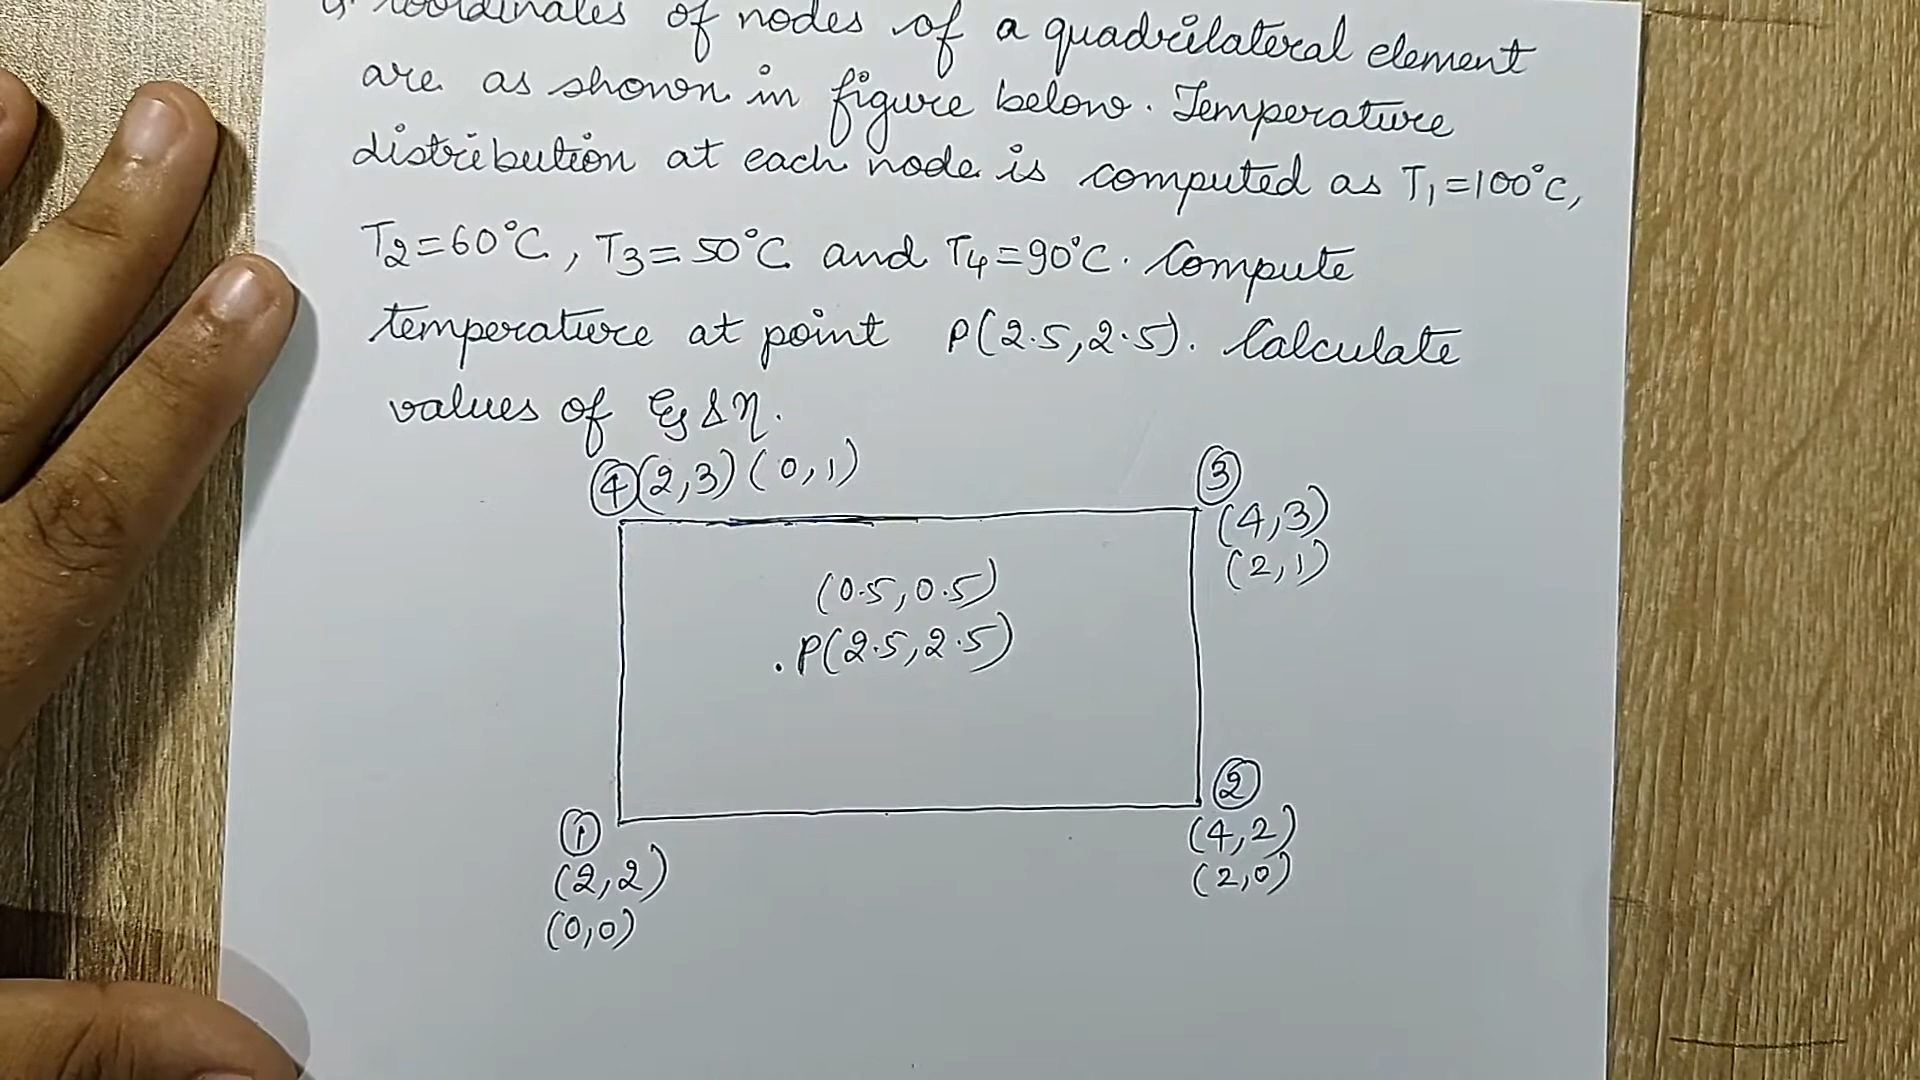 coordinates of nodes of a quadrilateral element
are as shown in figure below. Temperature
distribution at each node is computed as T₁=100°C,
T₂=60°C, T₃=50°C and T₄=90°C. Compute
temperature at point P(2.5,2.5). Calculate
values of ξ & η.
④(2,3)(0,1)
③
(4,3)
(2,1)
(0.5,0.5)
.P(2.5,2.5)
②
(4,2)
(2,0)
①
(2,2)
(0,0)